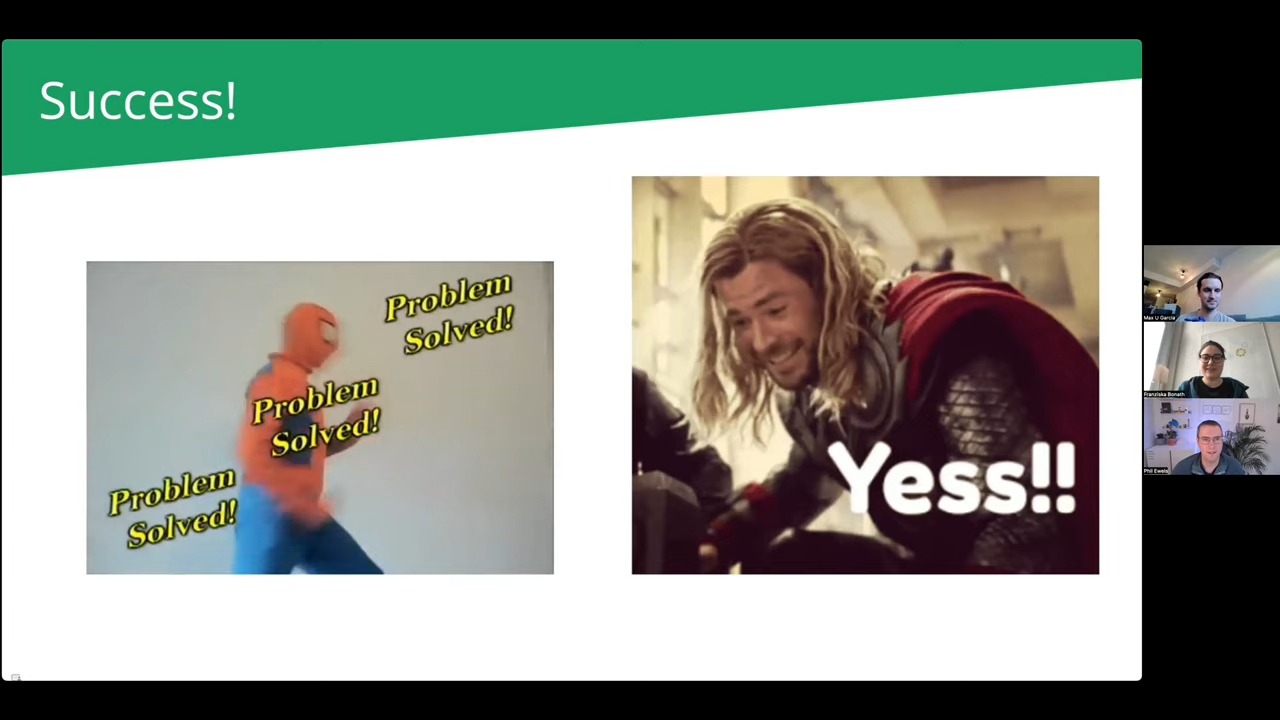 Success!
Problem
Solved!
Problem
Solved!
Problem
Solved!
Yess!!
Max U Garcia
Franziska Bonath
Phil Ewels